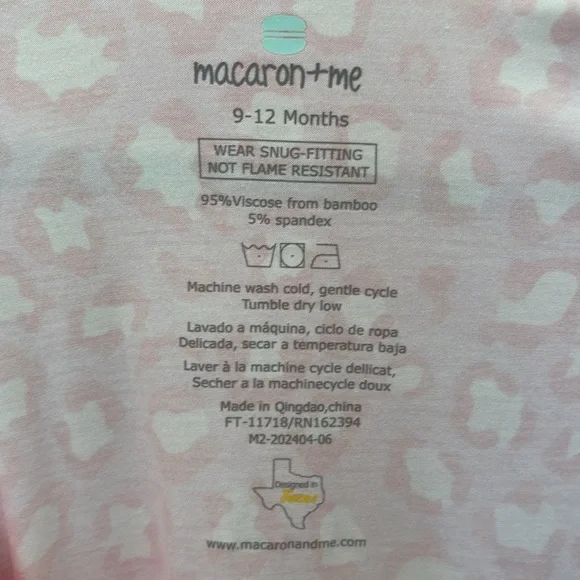 macaron+me
9-12 Months
WEAR SNUG-FITTING
NOT FLAME RESISTANT
95%Viscose from bamboo
5% spandex
Machine wash cold, gentle cycle
Tumble dry low
Lavado a máquina, ciclo de ropa
Delicada, secar a temperatura baja
Laver à la machine cycle dellicat,
Secher a la machinecycle doux
Made in Qingdao,china
FT-11718/RN162394
M2-202404-06
Designed in
Texas
www.macaronandme.com